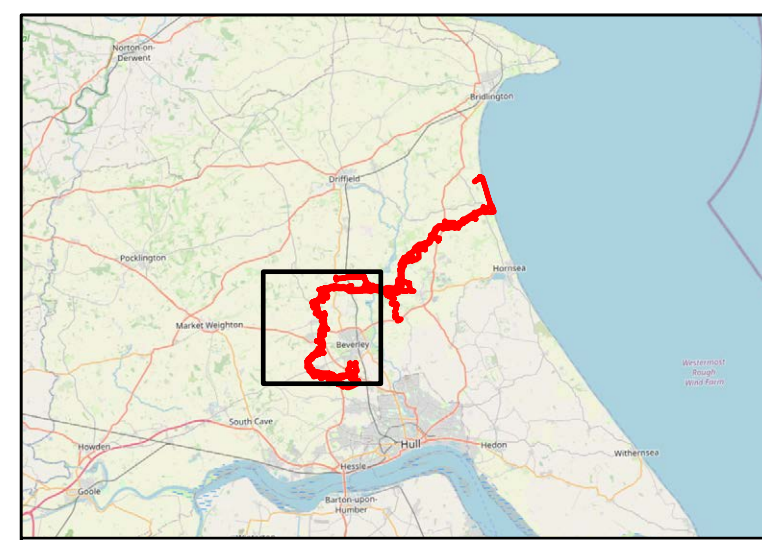 Norton-on-
Derwent
Bridlington
Driffield
Pocklington
Hornsea
Market Weighton
Beverley
Westermost
Rough
Wind Farm
South Cave
Howden
Hull
Hedon
Withernsea
Hessle
Goole
Barton-upon-
Humber